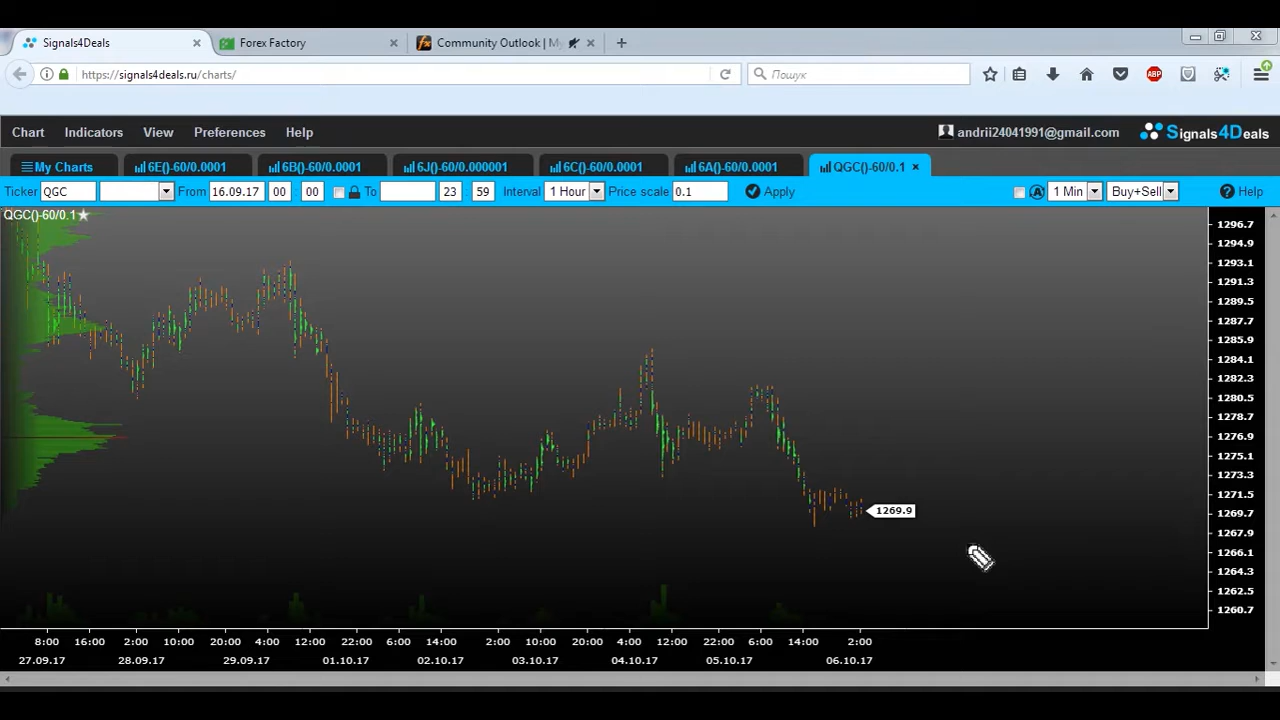 Signals4Deals
Forex Factory
Community Outlook | My
https://signals4deals.ru/charts/
Пошук
ABP
Chart Indicators View Preferences Help
andrii24041991@gmail.com
Signals4Deals
My Charts
6E()-60/0.0001
6B()-60/0.0001
6J()-60/0.000001
6C()-60/0.0001
6A()-60/0.0001
QGC()-60/0.1
Ticker QGC From 16.09.17 00 00 To 23 59 Interval 1 Hour Price scale 0.1 Apply A 1 Min Buy+Sell Help
QGC()-60/0.1
1296.7
1294.9
1293.1
1291.3
1289.5
1287.7
1285.9
1284.1
1282.3
1280.5
1278.7
1276.9
1275.1
1273.3
1271.5
1269.9
1269.7
1267.9
1266.1
1264.3
1262.5
1260.7
8:00 16:00 2:00 10:00 20:00 4:00 12:00 22:00 6:00 14:00 2:00 10:00 20:00 4:00 12:00 22:00 6:00 14:00 2:00
27.09.17 28.09.17 29.09.17 01.10.17 02.10.17 03.10.17 04.10.17 05.10.17 06.10.17